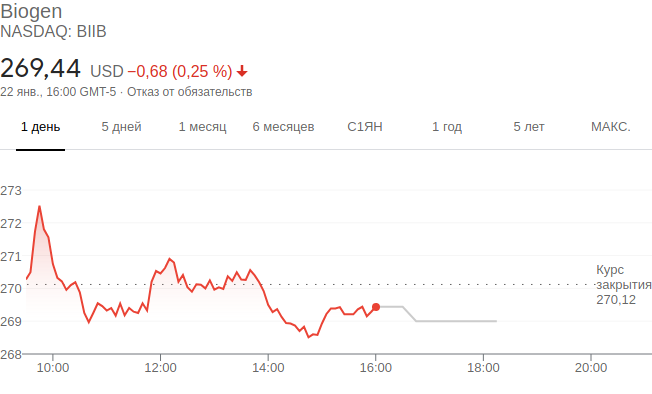 Biogen
NASDAQ: BIIB
269,44 USD −0,68 (0,25 %)
22 янв., 16:00 GMT-5 · Отказ от обязательств
1 день 5 дней 1 месяц 6 месяцев С1ЯН 1 год 5 лет МАКС.
273
272
271
270
269
268
Курс
закрытия
270,12
10:00 12:00 14:00 16:00 18:00 20:00